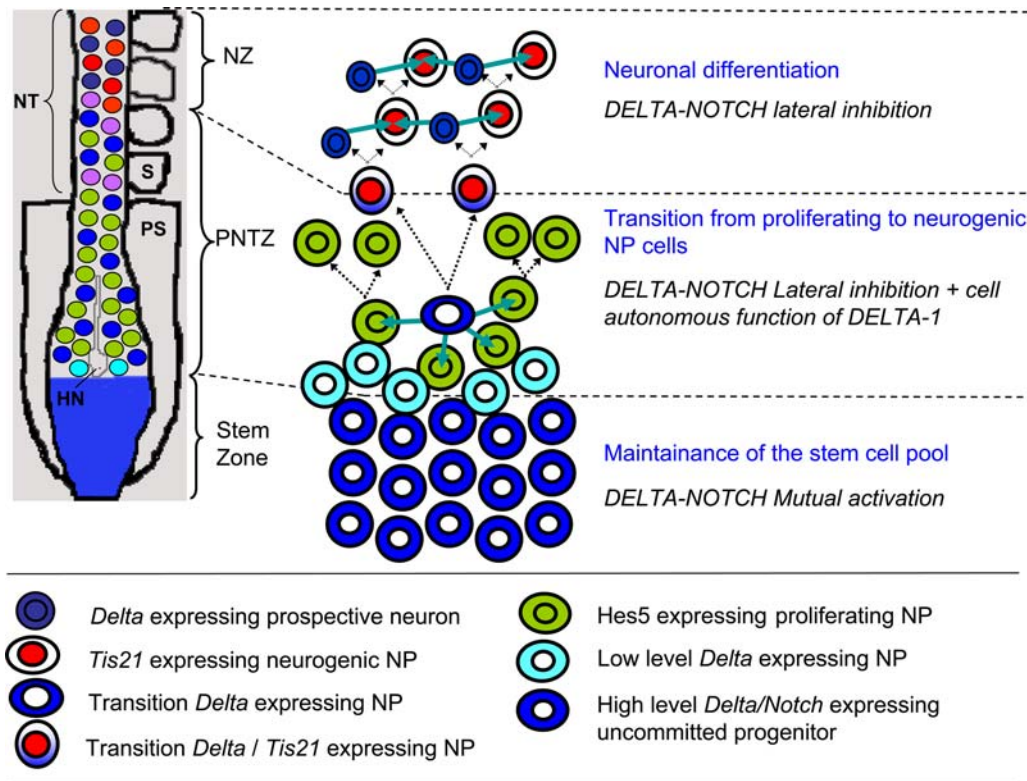 NZ
NT
S
PS
PNTZ
HN
Stem
Zone
Neuronal differentiation
DELTA-NOTCH lateral inhibition
Transition from proliferating to neurogenic
NP cells
DELTA-NOTCH Lateral inhibition + cell
autonomous function of DELTA-1
Maintainance of the stem cell pool
DELTA-NOTCH Mutual activation
Delta expressing prospective neuron
Tis21 expressing neurogenic NP
Transition Delta expressing NP
Transition Delta / Tis21 expressing NP
Hes5 expressing proliferating NP
Low level Delta expressing NP
High level Delta/Notch expressing
uncommitted progenitor